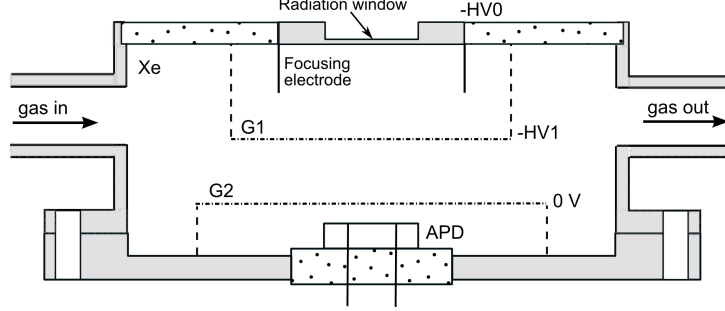 Radiation window
-HV0
Xe
Focusing
electrode
gas in
gas out
G1
-HV1
G2
0 V
APD